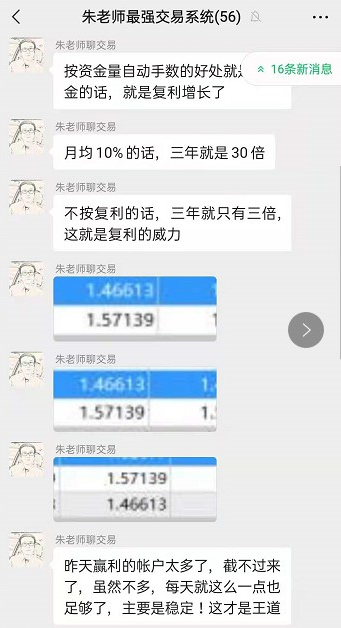 朱老师最强交易系统(56)
朱老师聊交易
16条新消息
按资金量自动手数的好处就
金的话，就是复利增长了
朱老师聊交易
月均10%的话，三年就是30倍
朱老师聊交易
不按复利的话，三年就只有三倍，
这就是复利的威力
朱老师聊交易
1.46613
1.57139
朱老师聊交易
1.46613 1.
1.57139 1.
朱老师聊交易
1.57139
1.46613
朱老师聊交易
昨天赢利的帐户太多了，截不过来
了，虽然不多，每天就这么一点也
足够了，主要是稳定！这才是王道